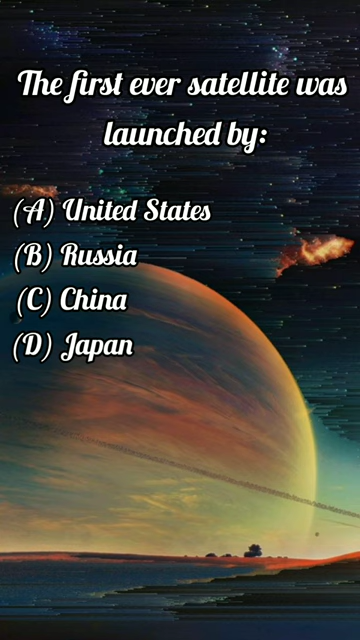 The first ever satellite was
launched by:
(A) United States
(B) Russia
(C) China
(D) Japan